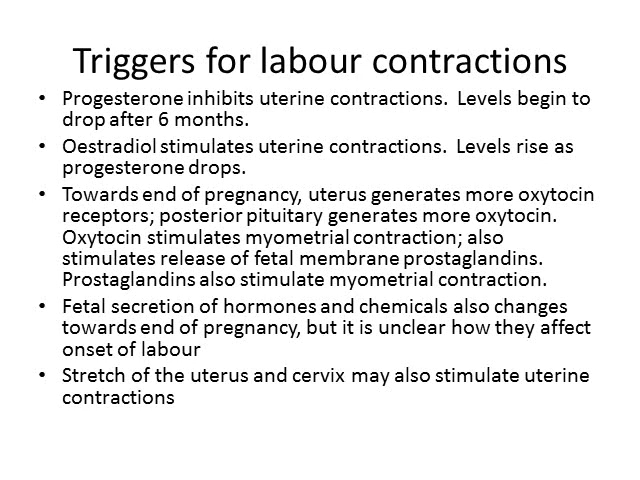 Triggers for labour contractions
• Progesterone inhibits uterine contractions.  Levels begin to
drop after 6 months.
• Oestradiol stimulates uterine contractions.  Levels rise as
progesterone drops.
• Towards end of pregnancy, uterus generates more oxytocin
receptors; posterior pituitary generates more oxytocin.
Oxytocin stimulates myometrial contraction; also
stimulates release of fetal membrane prostaglandins.
Prostaglandins also stimulate myometrial contraction.
• Fetal secretion of hormones and chemicals also changes
towards end of pregnancy, but it is unclear how they affect
onset of labour
• Stretch of the uterus and cervix may also stimulate uterine
contractions